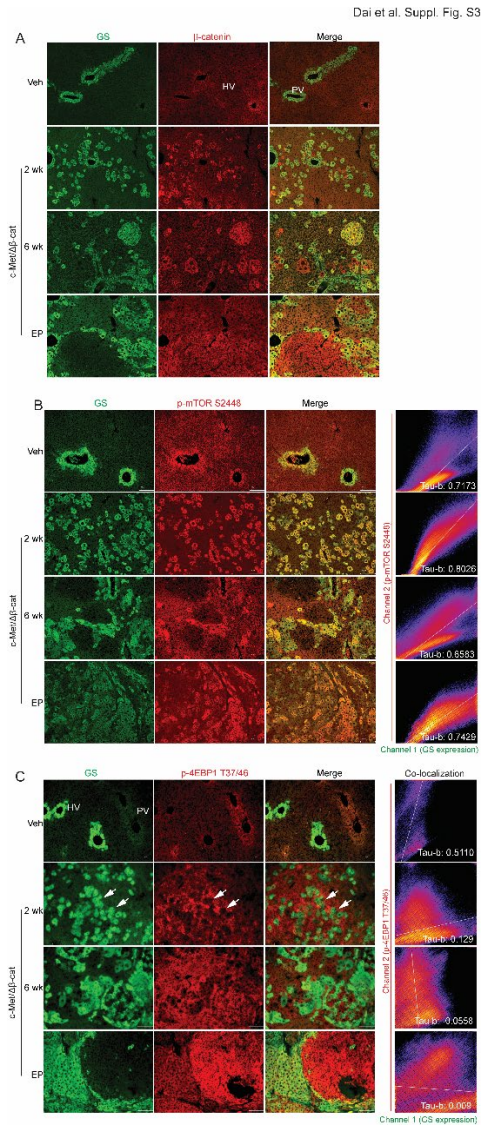 Dai et al. Suppl. Fig. S3
A
GS β-catenin Merge
Veh
HV
PV
2 wk
6 wk
EP
c-Met/Δβ-cat
B
GS p-mTOR S2448 Merge
Veh
2 wk
6 wk
EP
c-Met/Δβ-cat
Channel 2 (p-mTOR S2448)
Tau-b: 0.7173
Tau-b: 0.8026
Tau-b: 0.6583
Tau-b: 0.7429
Channel 1 (GS expression)
C
GS p-4EBP1 T37/46 Merge Co-localization
Veh
HV
PV
2 wk
6 wk
EP
c-Met/Δβ-cat
Channel 2 (p-4EBP1 T37/46)
Tau-b: 0.5110
Tau-b: 0.129
Tau b: 0.0558
Tau-b: 0.009
Channel 1 (GS expression)